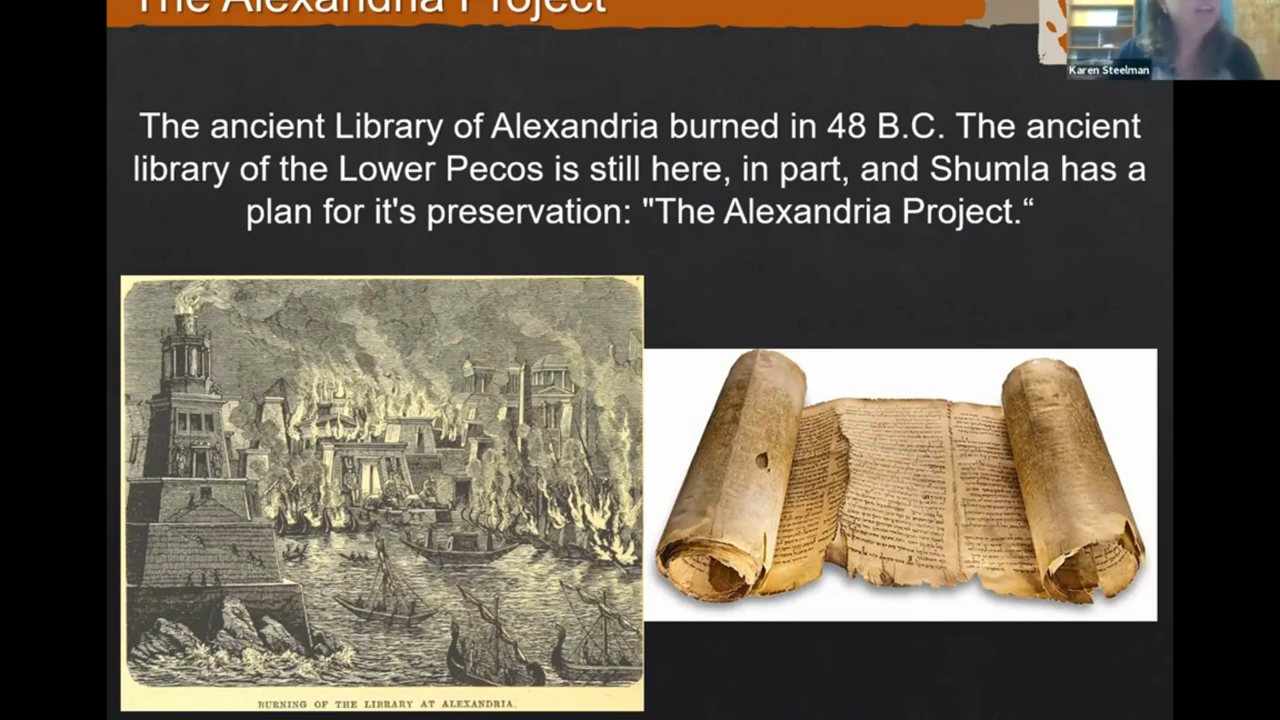 The Alexandria Project
Karen Steelman
The ancient Library of Alexandria burned in 48 B.C. The ancient
library of the Lower Pecos is still here, in part, and Shumla has a
plan for it's preservation: "The Alexandria Project.“
BURNING OF THE LIBRARY AT ALEXANDRIA.